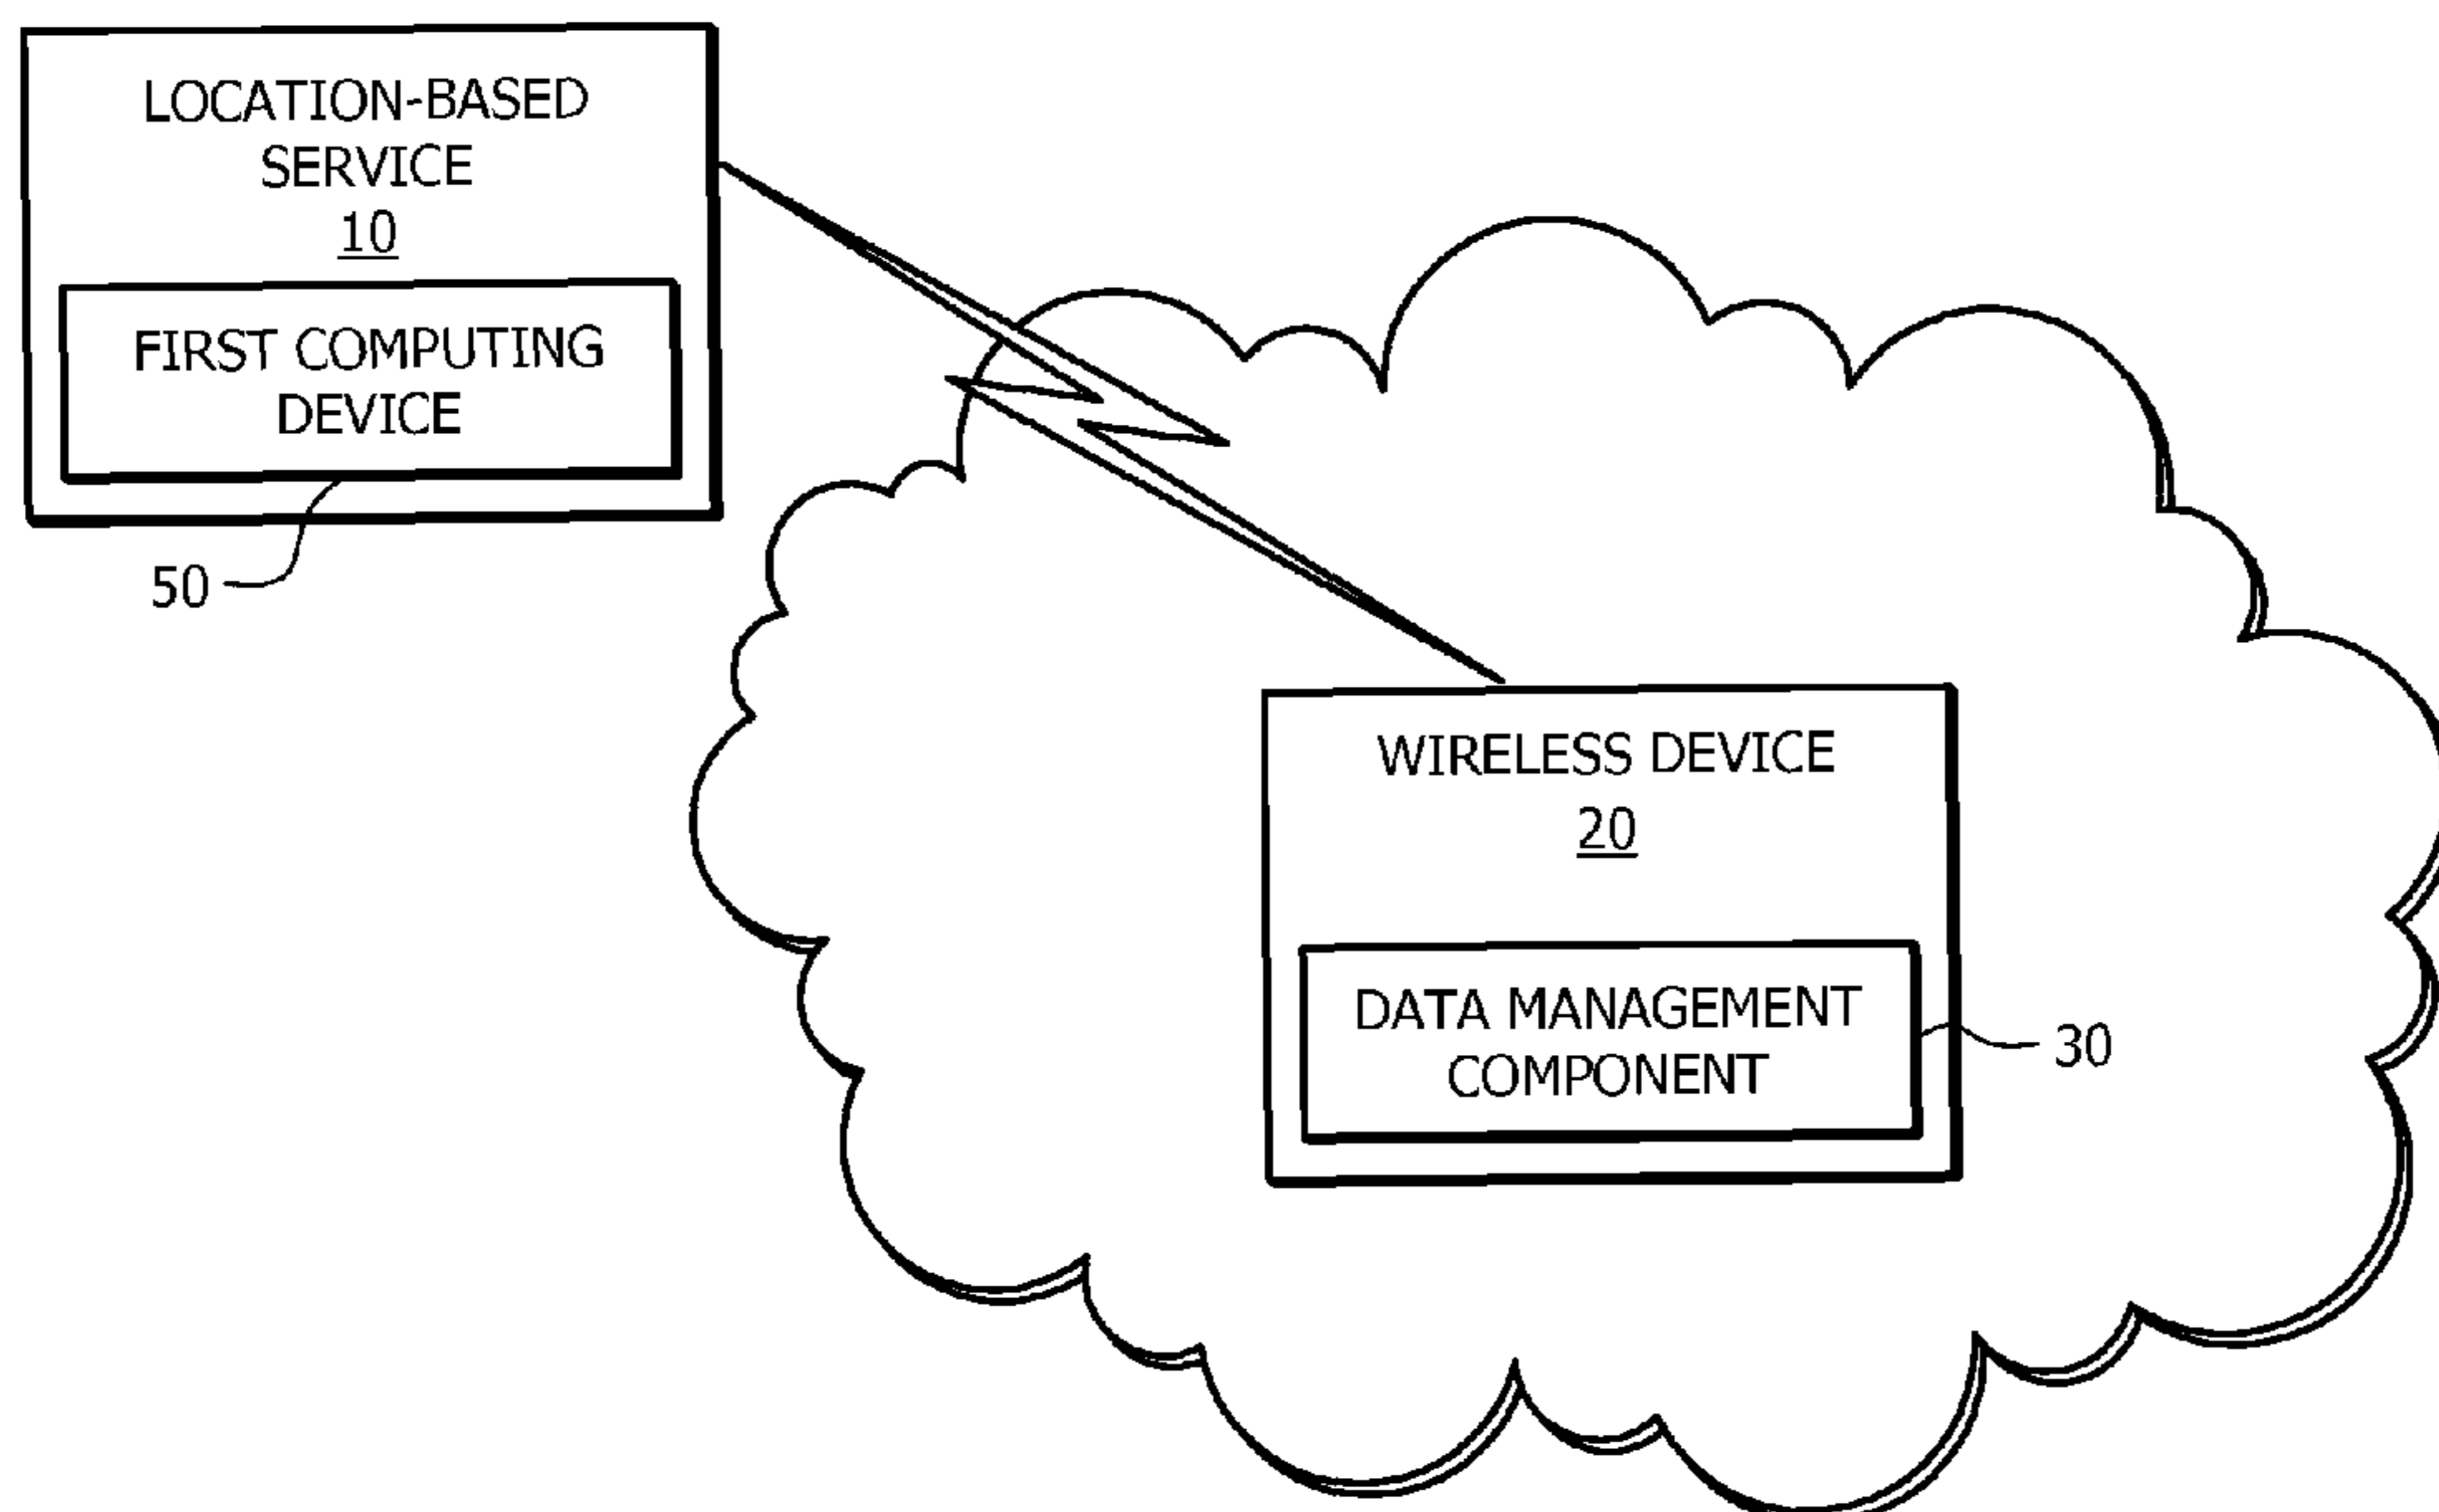 LOCATION-BASED
SERVICE
10
FIRST COMPUTING
DEVICE
50
WIRELESS DEVICE
20
DATA MANAGEMENT
COMPONENT
30